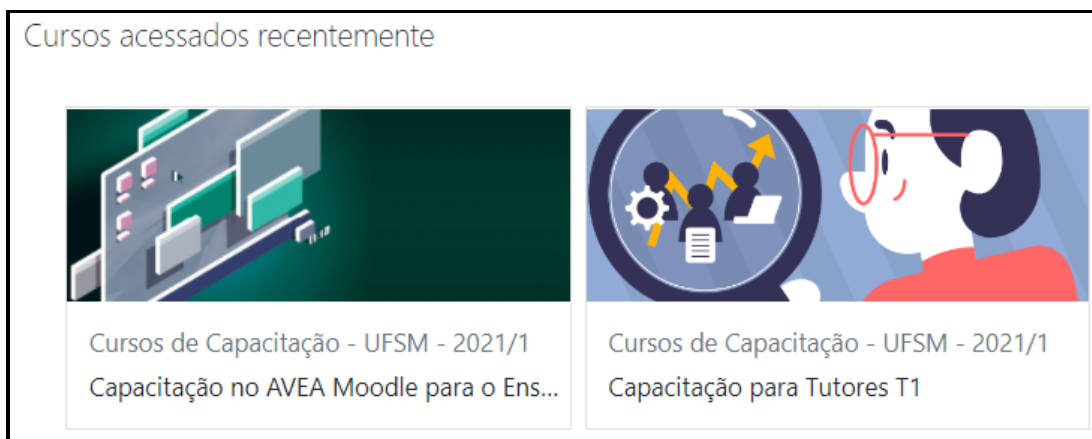 Cursos acessados recentemente
Cursos de Capacitação - UFSM - 2021/1
Capacitação no AVEA Moodle para o Ens...
Cursos de Capacitação - UFSM - 2021/1
Capacitação para Tutores T1